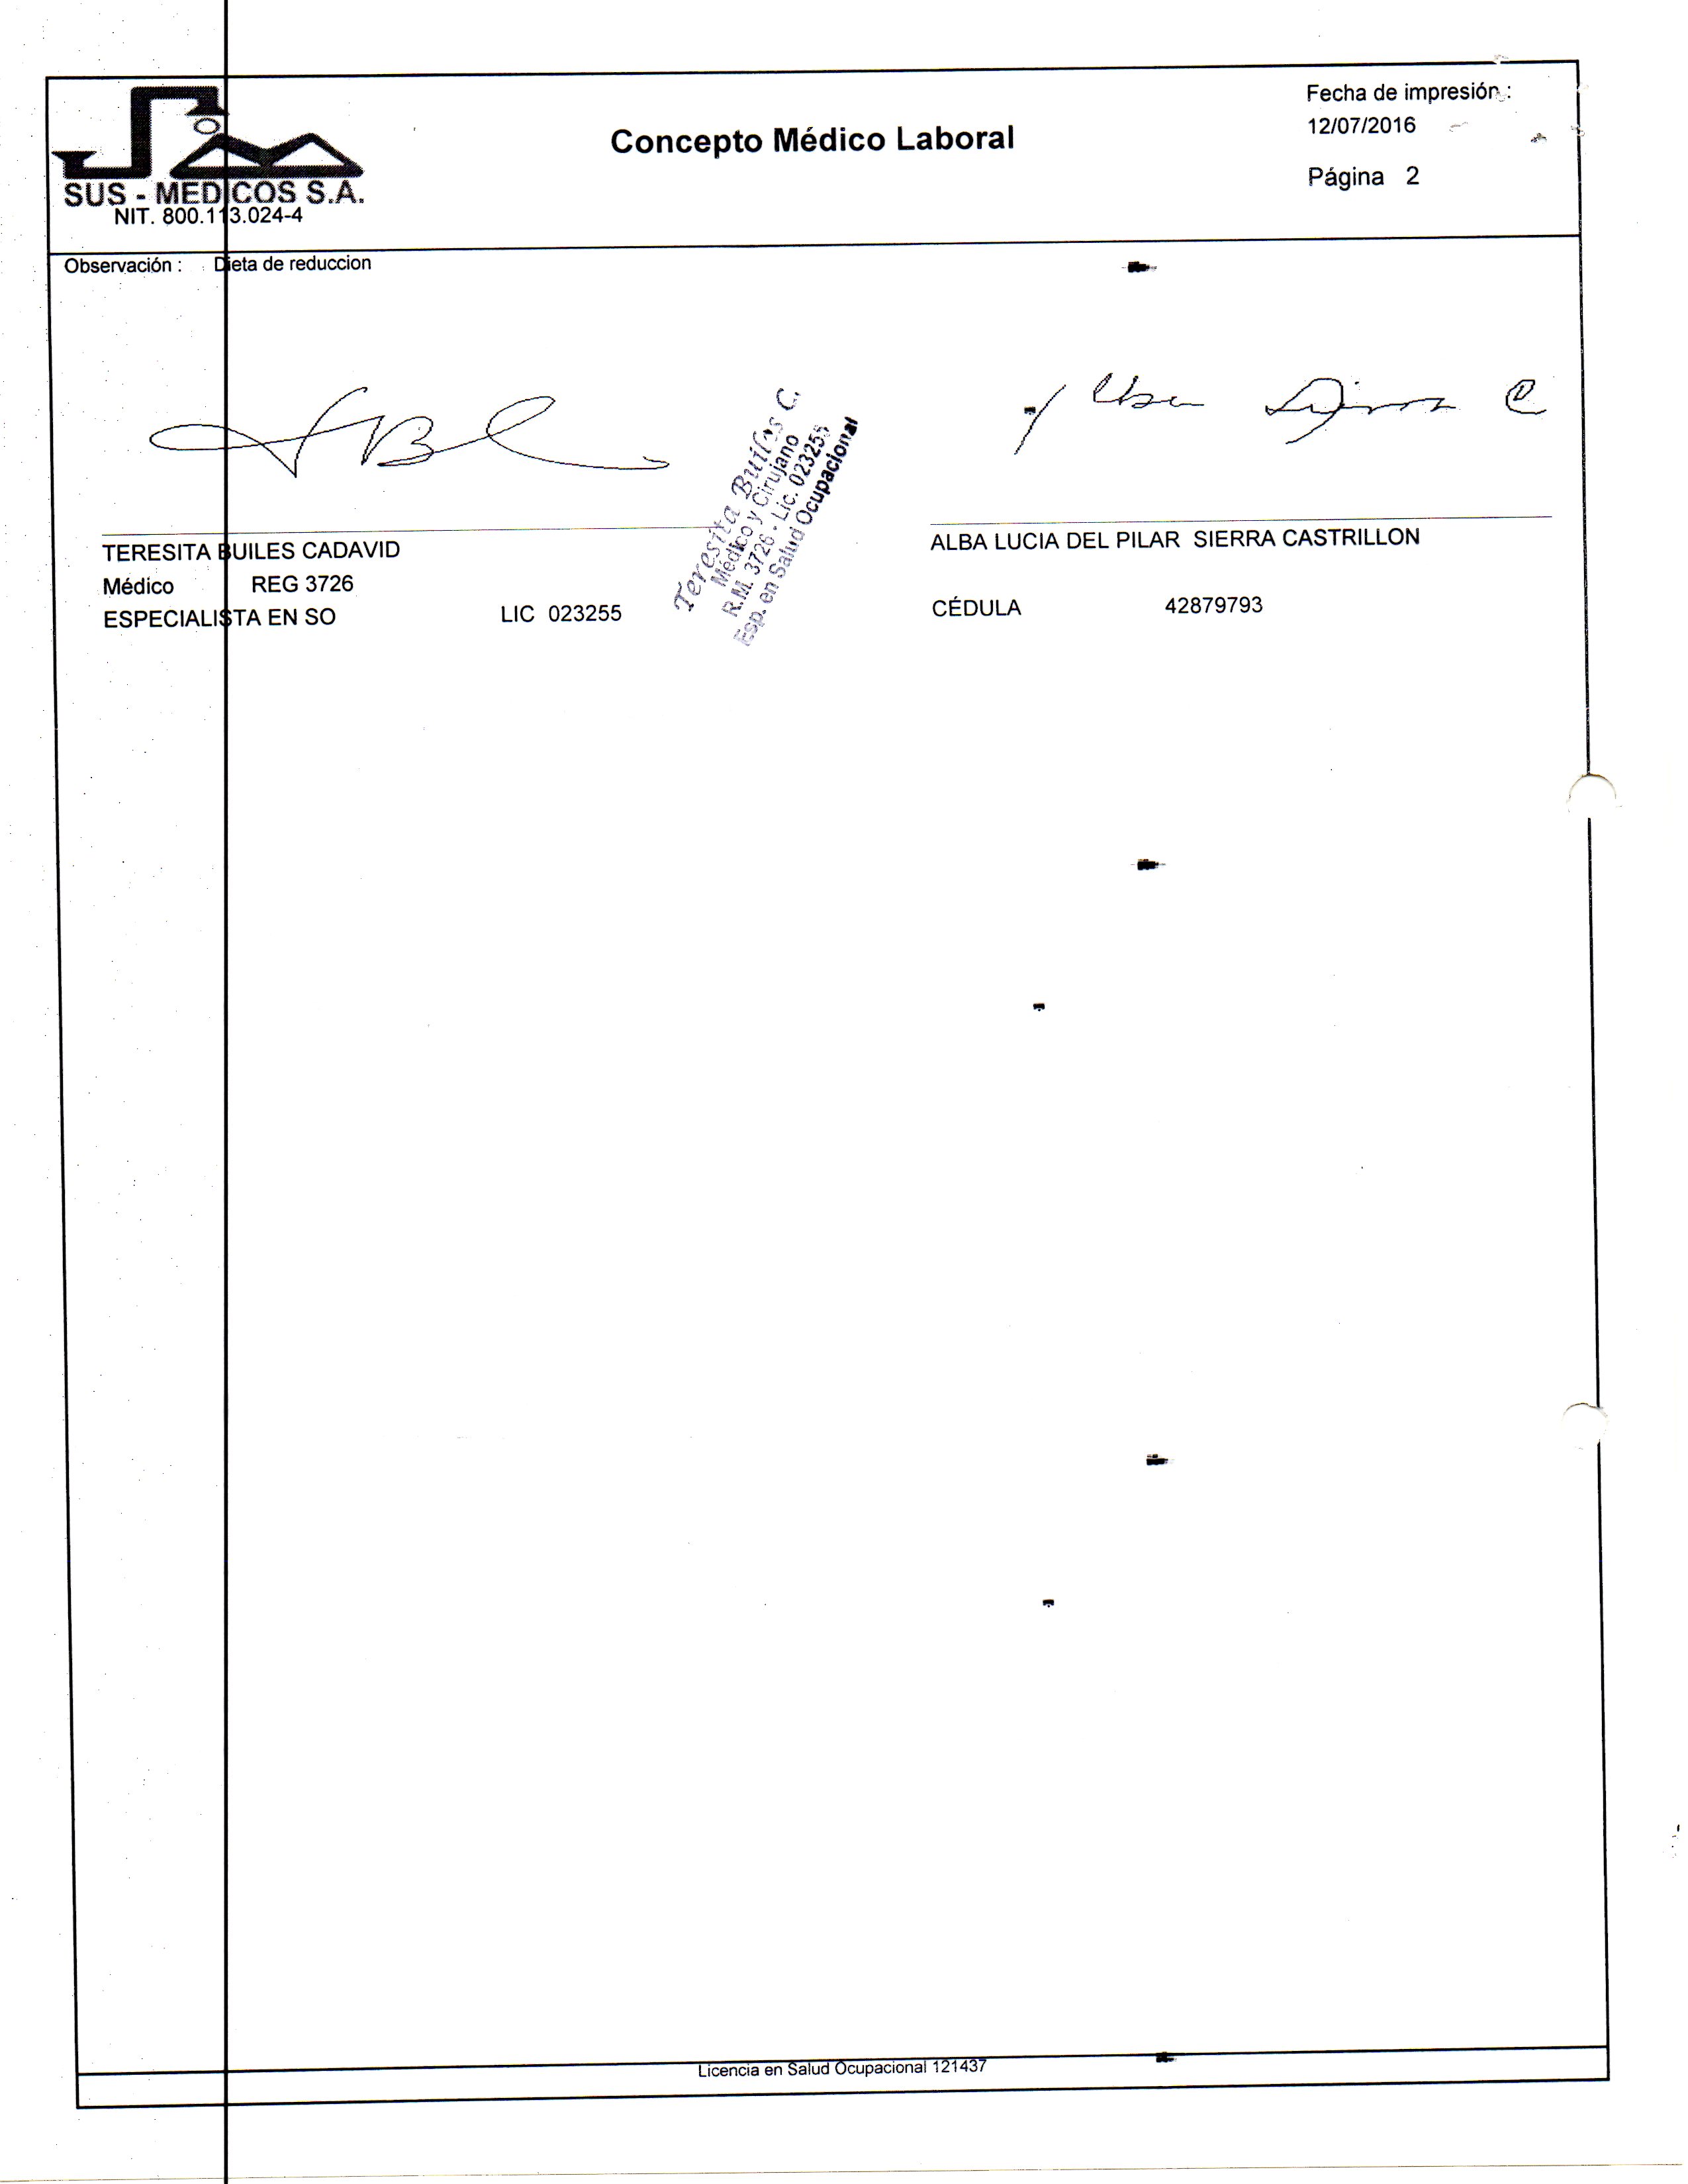 SUS - MEDICOS S.A.
NIT. 800.113.024-4
Concepto Médico Laboral
Fecha de impresión :
12/07/2016
Página 2
Observación : Dieta de reduccion
Alba Sierra C
Teresita Builes C.
Médico y Cirujano
R.M. 3726 - Lic. 023255
Esp. en Salud Ocupacional
TERESITA BUILES CADAVID
Médico REG 3726
ESPECIALISTA EN SO LIC 023255
ALBA LUCIA DEL PILAR SIERRA CASTRILLON
CÉDULA 42879793
Licencia en Salud Ocupacional 121437